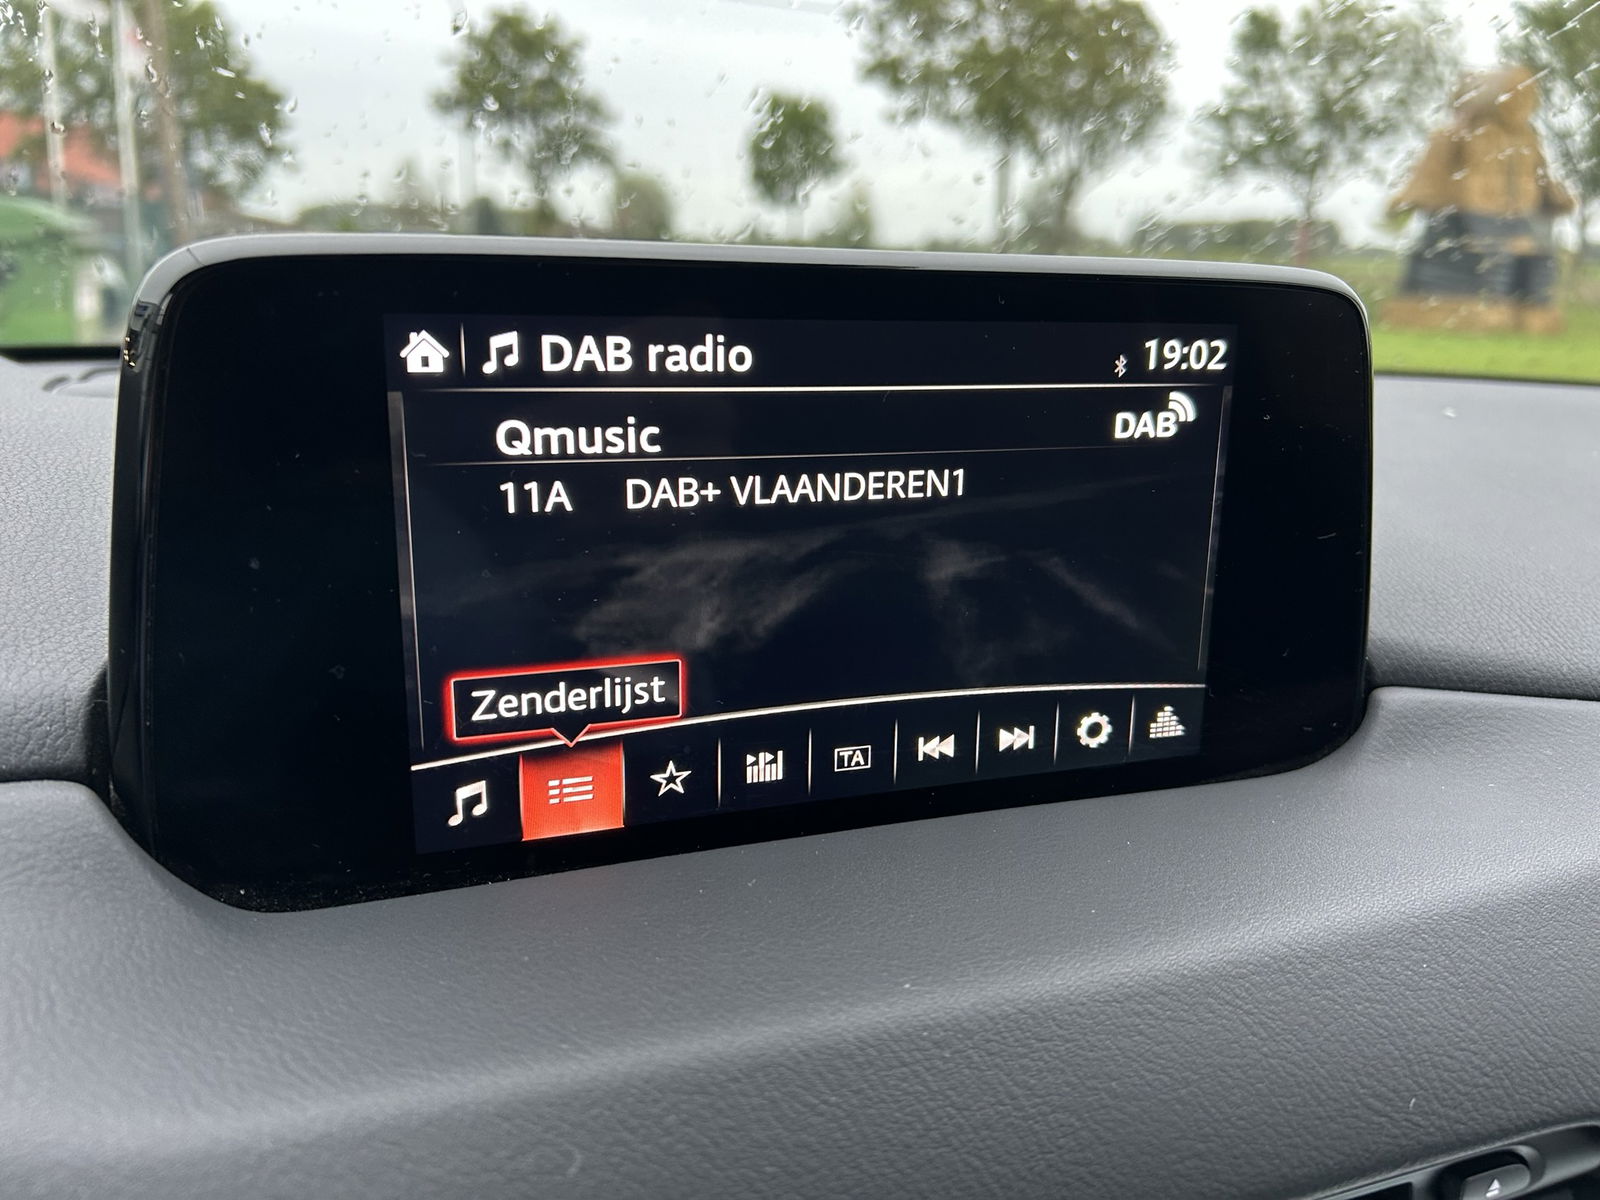 DAB radio
19:02
Qmusic
DAB
11A DAB+ VLAANDEREN1
Zenderlijst
TA